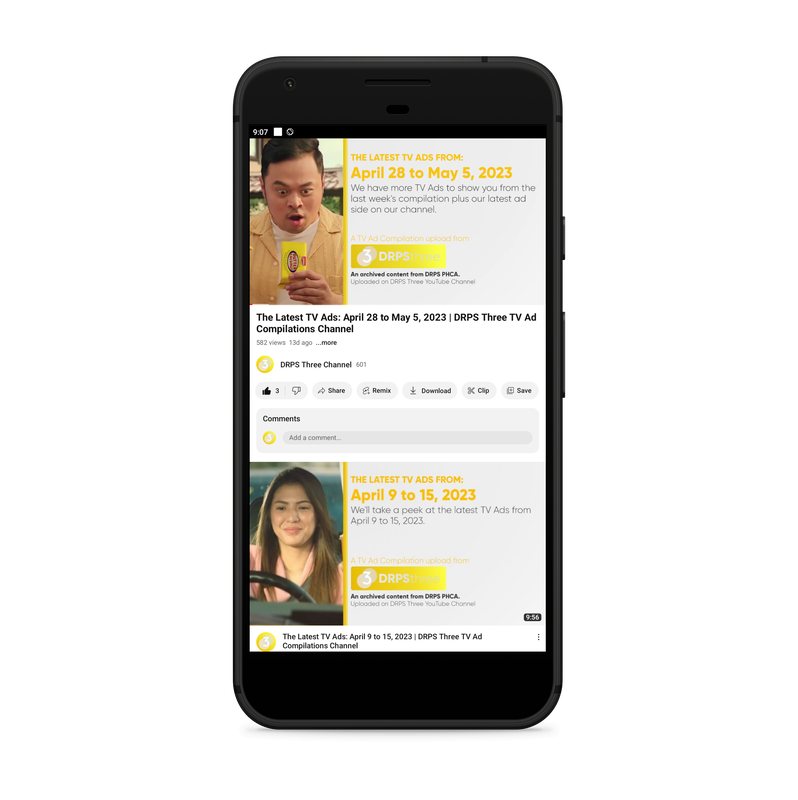 9:07
THE LATEST TV ADS FROM:
April 28 to May 5, 2023
We have more TV Ads to show you from the
last week's compilation plus our latest ad
side on our channel.
A TV Ad Compilation upload from
3 DRPSthree
An archived content from DRPS PHCA.
Uploaded on DRPS Three YouTube Channel
The Latest TV Ads: April 28 to May 5, 2023 | DRPS Three TV Ad
Compilations Channel
582 views 13d ago ...more
3 DRPS Three Channel 601
3 Share Remix Download Clip Save
Comments
3 Add a comment...
THE LATEST TV ADS FROM:
April 9 to 15, 2023
We'll take a peek at the latest TV Ads from
April 9 to 15, 2023.
A TV Ad Compilation upload from
3 DRPSthree
An archived content from DRPS PHCA.
Uploaded on DRPS Three YouTube Channel
9:56
3 The Latest TV Ads: April 9 to 15, 2023 | DRPS Three TV Ad
Compilations Channel